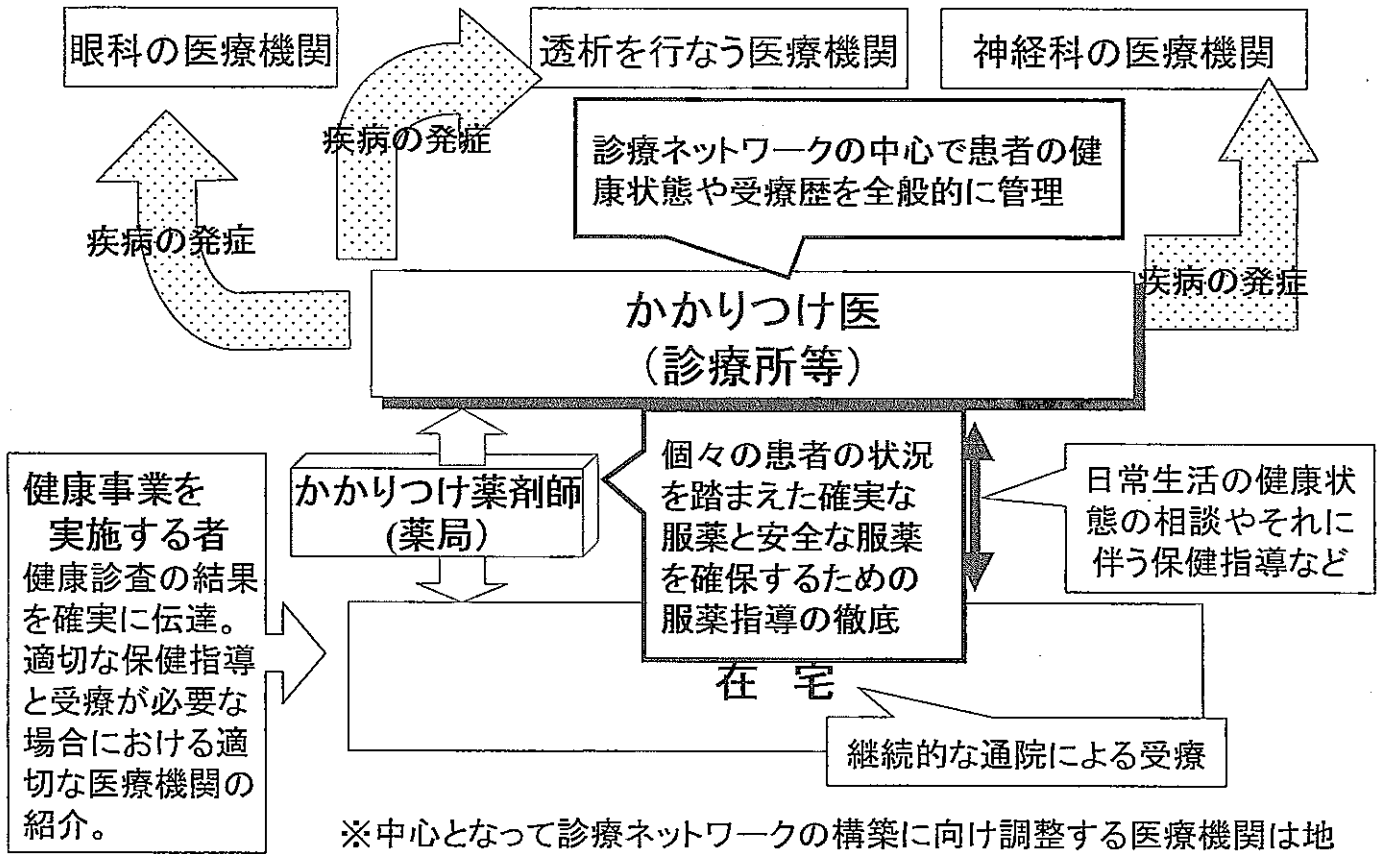 眼科の医療機関
透析を行なう医療機関
神経科の医療機関
疾病の発症
疾病の発症
疾病の発症
診療ネットワークの中心で患者の健
康状態や受療歴を全般的に管理
かかりつけ医
(診療所等)
健康事業を
実施する者
健康診査の結果
を確実に伝達。
適切な保健指導
と受療が必要な
場合における適
切な医療機関の
紹介。
かかりつけ薬剤師
(薬局)
個々の患者の状況
を踏まえた確実な
服薬と安全な服薬
を確保するための
服薬指導の徹底
日常生活の健康状
態の相談やそれに
伴う保健指導など
在 宅
継続的な通院による受療
※中心となって診療ネットワークの構築に向け調整する医療機関は地